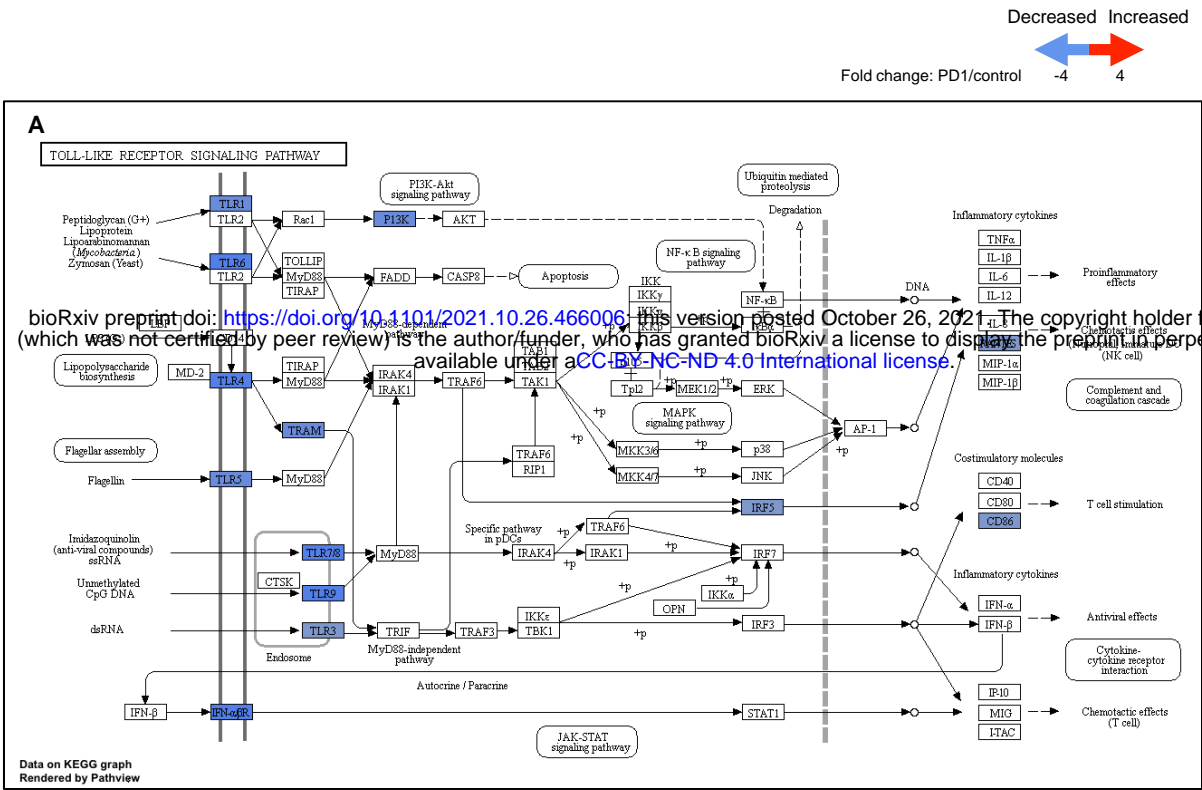 Decreased Increased
Fold change: PD1/control -4 4
A
TOLL-LIKE RECEPTOR SIGNALING PATHWAY
PI3K-Akt
signaling pathway
Ubiquitin mediated
proteolysis
Degradation
TLR1
TLR2
Rac1
PI3K
AKT
Peptidoglycan (G+)
Lipoprotein
Lipoarabinomannan
(Mycobacteria)
Zymosan (Yeast)
TLR6
TLR2
TOLLIP
MyD88
TIRAP
FADD
CASP8
Apoptosis
NF-κB signaling
pathway
IKK
IKKγ
NF-κB
DNA
Inflammatory cytokines
TNFα
IL-1β
IL-6
IL-12
Proinflammatory
effects
bioRxiv preprint doi: https://doi.org/10.1101/2021.10.26.466006; this version posted October 26, 2021. The copyright holder f
(which was not certified by peer review) is the author/funder, who has granted bioRxiv a license to display the preprint in perpe
available under aCC-BY-NC-ND 4.0 International license.
MyD88-dependent
pathway
+p
MIP-1α
MIP-1β
(NK cell)
Lipopolysaccharide
biosynthesis
MD-2
TLR4
TIRAP
MyD88
IRAK4
IRAK1
TRAF6
TAB1
TAK1
Tpl2
+p
MEK1/2
+p
ERK
MAPK
signaling pathway
Complement and
coagulation cascade
TRAM
+p
+p
MKK3/6
+p
p38
MKK4/7
+p
JNK
AP-1
+p
Flagellar assembly
Flagellin
TLR5
MyD88
TRAF6
RIP1
Costimulatory molecules
CD40
CD80
CD86
T cell stimulation
IRF5
Imidazoquinoline
(anti-viral compounds)
ssRNA
TLR7/8
MyD88
Specific pathway
in pDCs
IRAK4
+p
+p
TRAF6
IRAK1
+p
IRF7
Unmethylated
CpG DNA
CTSK
TLR9
+p
IKKα
+p
OPN
Inflammatory cytokines
IFN-α
IFN-β
Antiviral effects
dsRNA
TLR3
TRIF
TRAF3
IKKε
TBK1
+p
IRF3
Endosome
MyD88-independent
pathway
Cytokine-
cytokine receptor
interaction
Autocrine / Paracrine
IFN-β
IFN-αβR
STAT1
IP-10
MIG
I-TAC
Chemotactic effects
(T cell)
JAK-STAT
signaling pathway
Data on KEGG graph
Rendered by Pathview